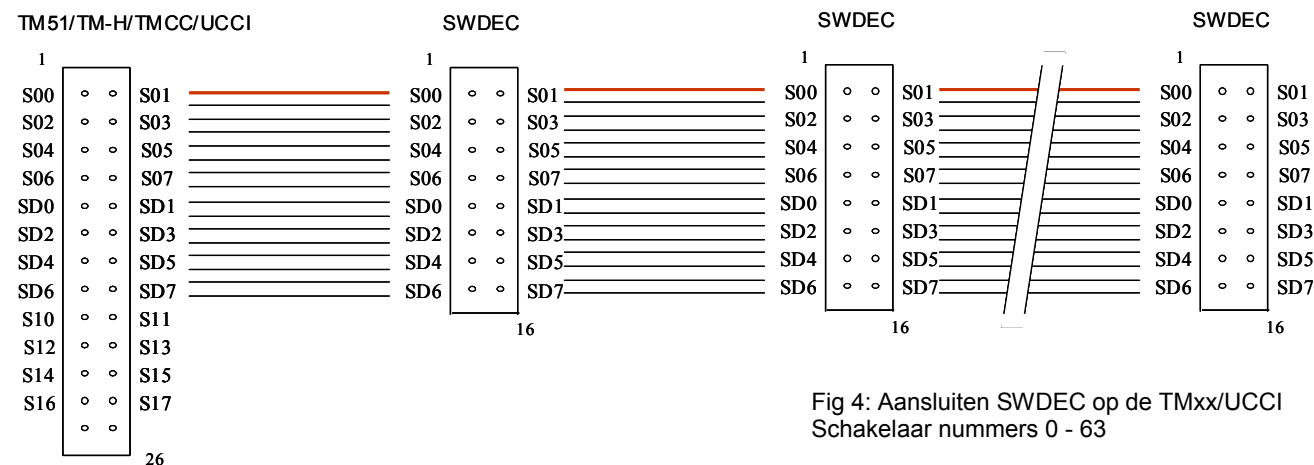 TM51/TM-H/TMCC/UCCI SWDEC SWDEC SWDEC
1 1 1 1
S00 S01 S00 S01 S00 S01 S00 S01
S02 S03 S02 S03 S02 S03 S02 S03
S04 S05 S04 S05 S04 S05 S04 S05
S06 S07 S06 S07 S06 S07 S06 S07
SD0 SD1 SD0 SD1 SD0 SD1 SD0 SD1
SD2 SD3 SD2 SD3 SD2 SD3 SD2 SD3
SD4 SD5 SD4 SD5 SD4 SD5 SD4 SD5
SD6 SD7 SD6 SD7 SD6 SD7 SD6 SD7
S10 S11 16 16 16
S12 S13
S14 S15
S16 S17
26
Fig 4: Aansluiten SWDEC op de TMxx/UCCI
Schakelaar nummers 0 - 63